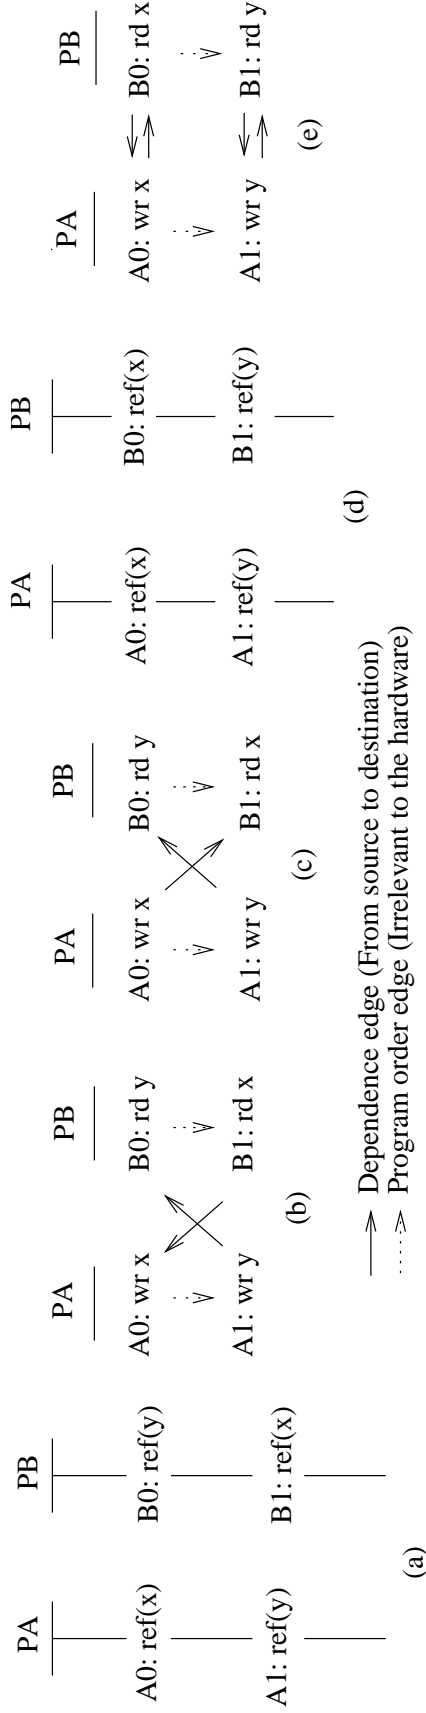 PA PB
A0: ref(x) B0: ref(y)
A1: ref(y) B1: ref(x)
(a)
PA PB
A0: wr x B0: rd y
A1: wr y B1: rd x
(b)
PA PB
A0: wr x B0: rd y
A1: wr y B1: rd x
(c)
PA PB
A0: ref(x) B0: ref(x)
A1: ref(y) B1: ref(y)
(d)
PA PB
A0: wr x B0: rd x
A1: wr y B1: rd y
(e)
Dependence edge (From source to destination)
Program order edge (Irrelevant to the hardware)